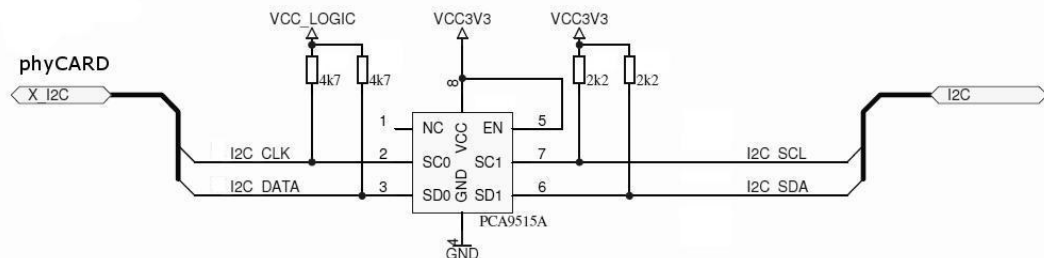 VCC_LOGIC
VCC3V3
VCC3V3
phyCARD
4k7
4k7
8
2k2
2k2
X_I2C
I2C
1
NC
VCC
EN
5
I2C_CLK
2
SC0
SC1
7
I2C_SCL
I2C_DATA
3
SD0
GND
SD1
6
I2C_SDA
PCA9515A
4
GND